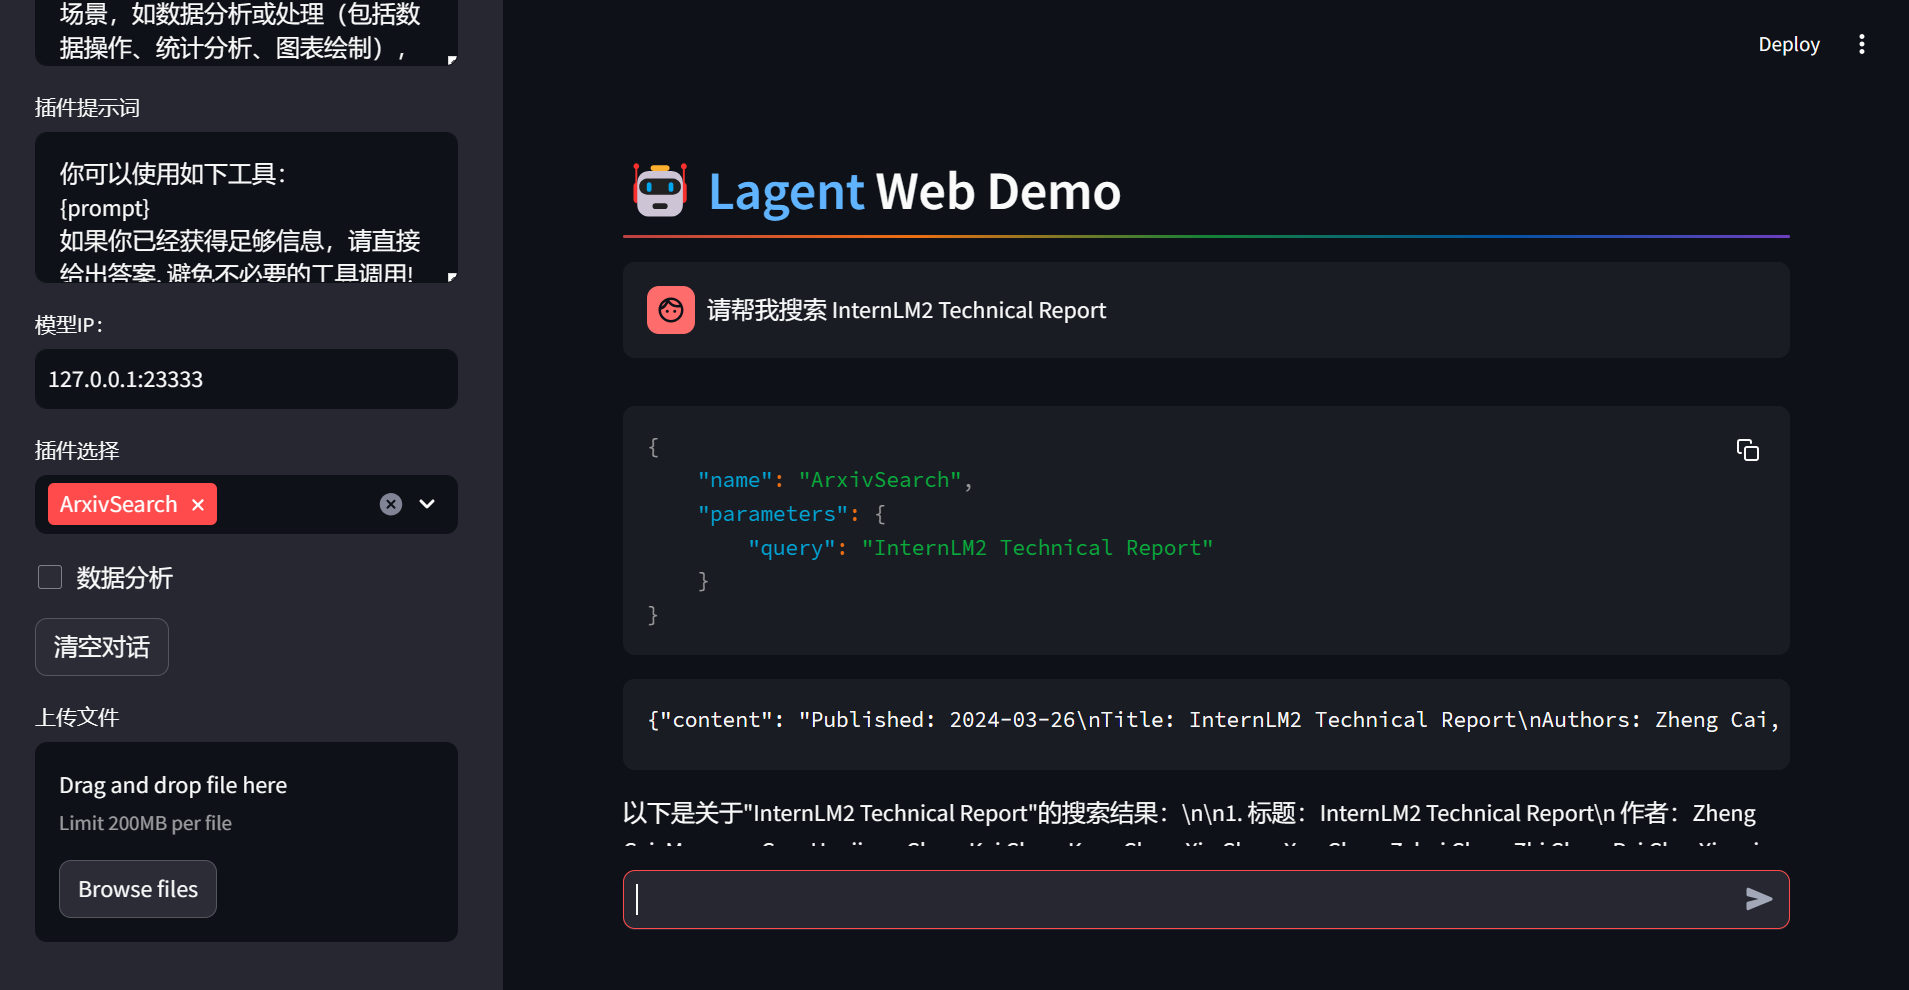 场景，如数据分析或处理（包括数
据操作、统计分析、图表绘制），
插件提示词
你可以使用如下工具：
{prompt}
如果你已经获得足够信息，请直接
给出答案. 避免不必要的工具调用!
模型IP：
127.0.0.1:23333
插件选择
ArxivSearch
数据分析
清空对话
上传文件
Drag and drop file here
Limit 200MB per file
Browse files
Deploy
Lagent Web Demo
请帮我搜索 InternLM2 Technical Report
{
"name": "ArxivSearch",
"parameters": {
"query": "InternLM2 Technical Report"
}
}
{"content": "Published: 2024-03-26\nTitle: InternLM2 Technical Report\nAuthors: Zheng Cai,
以下是关于"InternLM2 Technical Report"的搜索结果：\n\n1. 标题：InternLM2 Technical Report\n 作者：Zheng